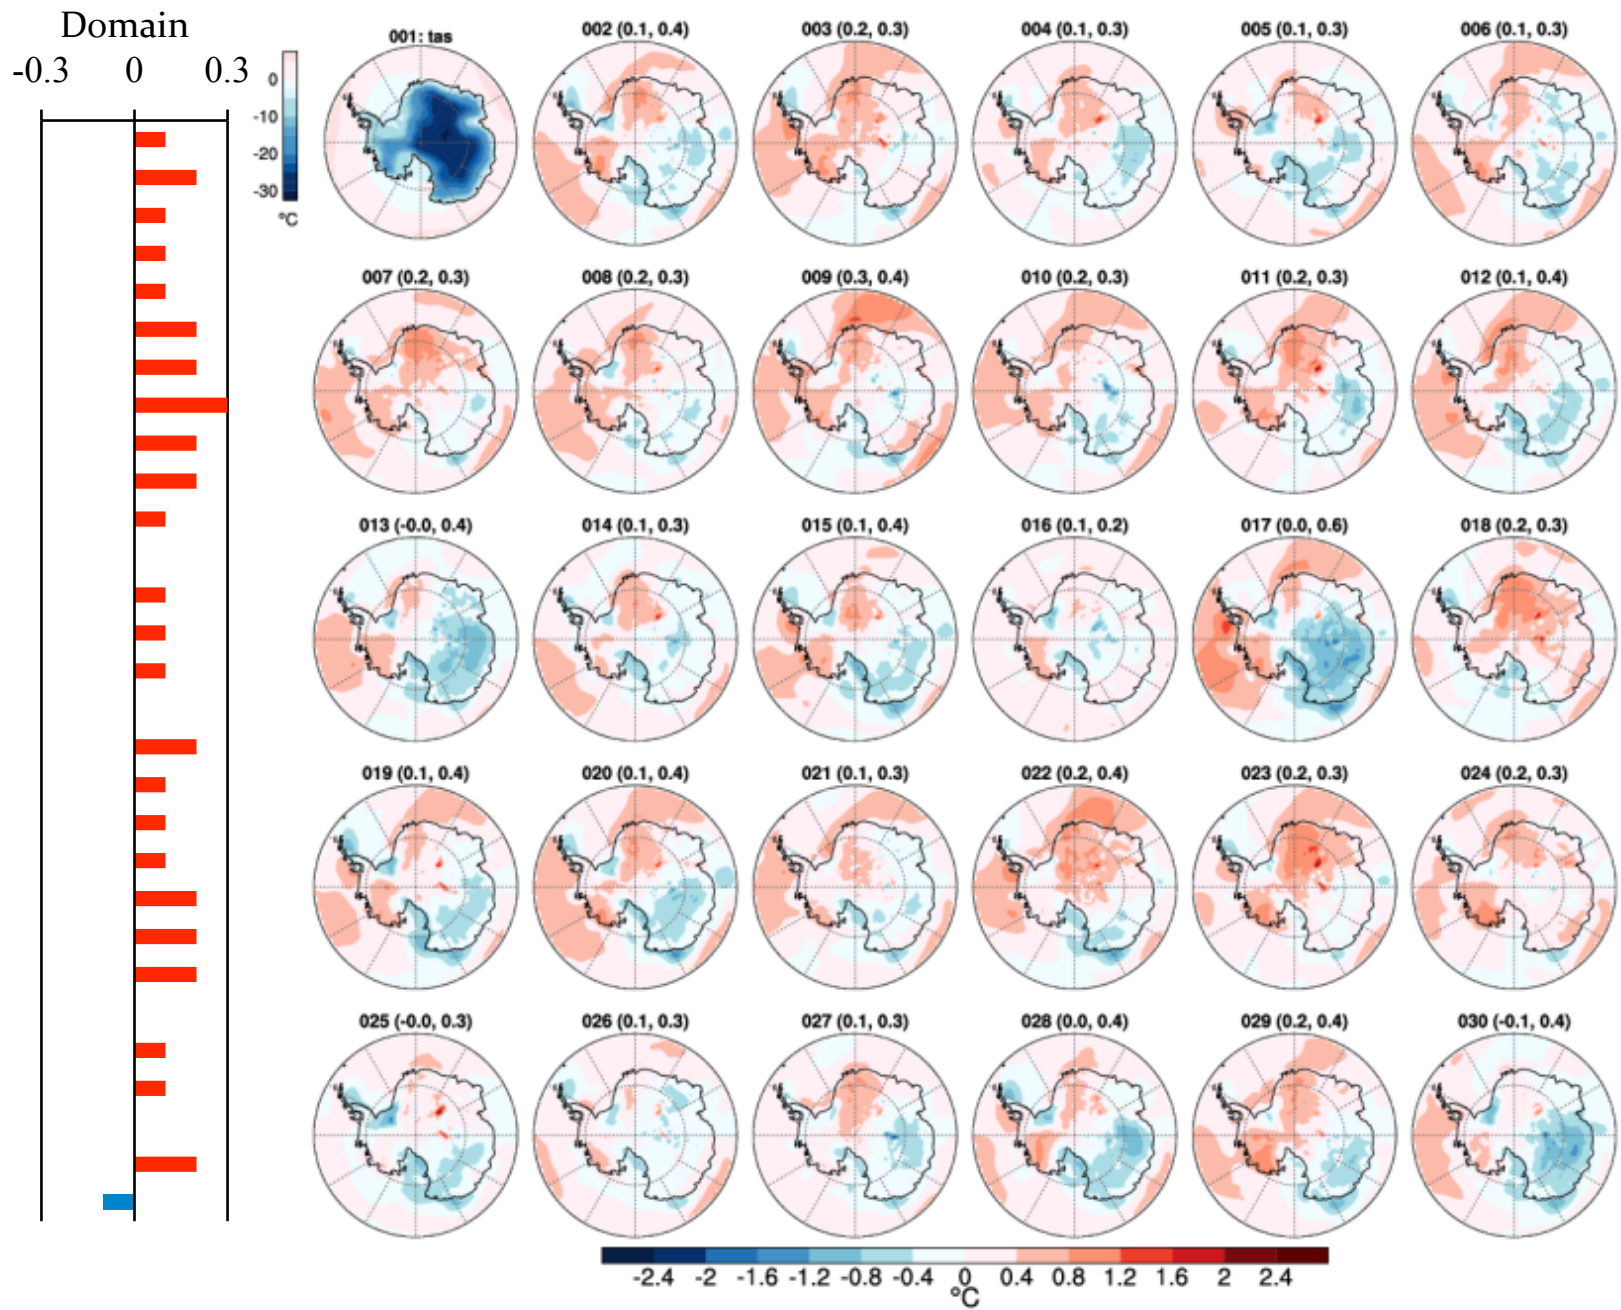 Domain
-0.3 0 0.3
0
-10
-20
-30
°C
001: tas
002 (0.1, 0.4)
003 (0.2, 0.3)
004 (0.1, 0.3)
005 (0.1, 0.3)
006 (0.1, 0.3)
007 (0.2, 0.3)
008 (0.2, 0.3)
009 (0.3, 0.4)
010 (0.2, 0.3)
011 (0.2, 0.3)
012 (0.1, 0.4)
013 (-0.0, 0.4)
014 (0.1, 0.3)
015 (0.1, 0.4)
016 (0.1, 0.2)
017 (0.0, 0.6)
018 (0.2, 0.3)
019 (0.1, 0.4)
020 (0.1, 0.4)
021 (0.1, 0.3)
022 (0.2, 0.4)
023 (0.2, 0.3)
024 (0.2, 0.3)
025 (-0.0, 0.3)
026 (0.1, 0.3)
027 (0.1, 0.3)
028 (0.0, 0.4)
029 (0.2, 0.4)
030 (-0.1, 0.4)
-2.4 -2 -1.6 -1.2 -0.8 -0.4 0 0.4 0.8 1.2 1.6 2 2.4
°C